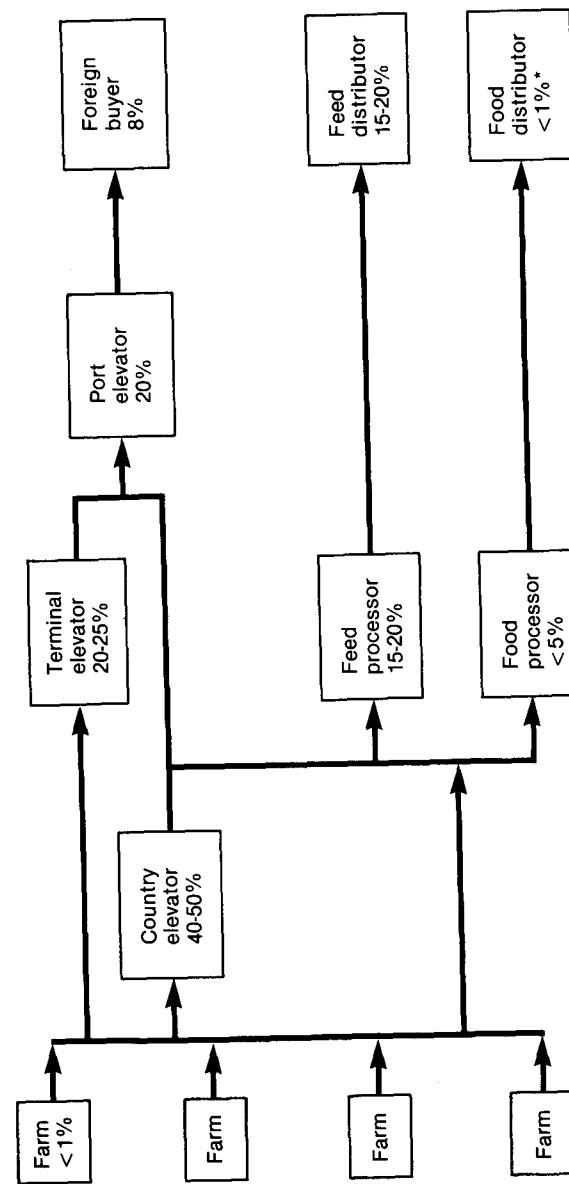 Farm
<1%
Farm
Farm
Farm
Country
elevator
40-50%
Terminal
elevator
20-25%
Feed
processor
15-20%
Food
processor
<5%
Port
elevator
20%
Foreign
buyer
8%
Feed
distributor
15-20%
Food
distributor
<1%*